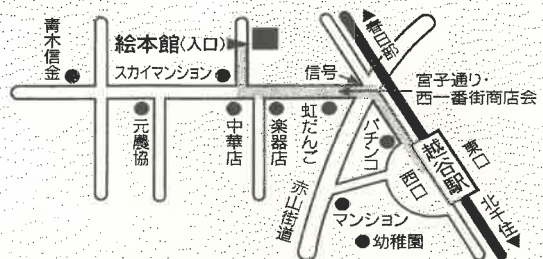 青木信金
絵本館(入口)
スカイマンション
信号
春日部
宮子通り・
西一番街商店会
元農協
中華店
楽器店
虹だんご
パチンコ
越谷駅
東口
西口
赤山街道
マンション
幼稚園
北千住